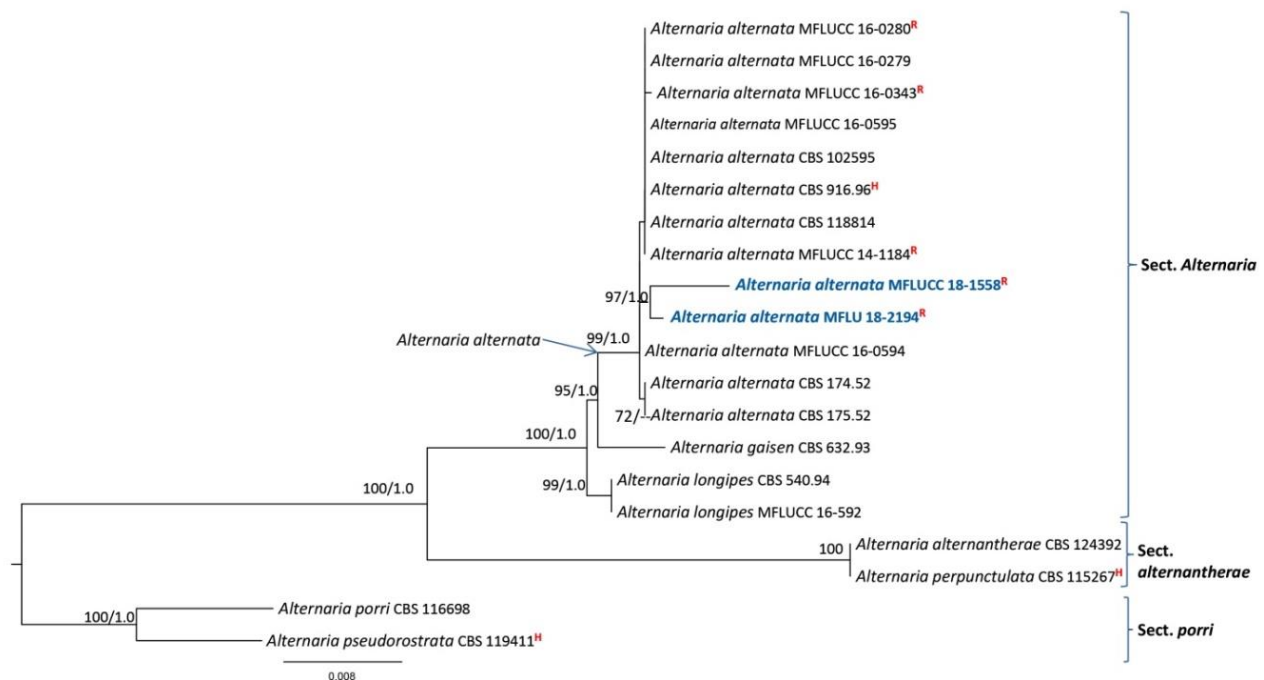 Alternaria alternata MFLUCC 16-0280R
Alternaria alternata MFLUCC 16-0279
Alternaria alternata MFLUCC 16-0343R
Alternaria alternata MFLUCC 16-0595
Alternaria alternata CBS 102595
Alternaria alternata CBS 916.96H
Alternaria alternata CBS 118814
Alternaria alternata MFLUCC 14-1184R
Sect. Alternaria
Alternaria alternata MFLUCC 18-1558R
97/1.0
Alternaria alternata MFLU 18-2194R
Alternaria alternata
99/1.0
Alternaria alternata MFLUCC 16-0594
Alternaria alternata CBS 174.52
95/1.0
72/--Alternaria alternata CBS 175.52
100/1.0
Alternaria gaisen CBS 632.93
99/1.0
Alternaria longipes CBS 540.94
100/1.0
Alternaria longipes MFLUCC 16-592
100
Alternaria alternantherae CBS 124392
Alternaria perpunctulata CBS 115267H
Sect.
alternantherae
100/1.0
Alternaria porri CBS 116698
Alternaria pseudorostrata CBS 119411H
Sect. porri
0.008